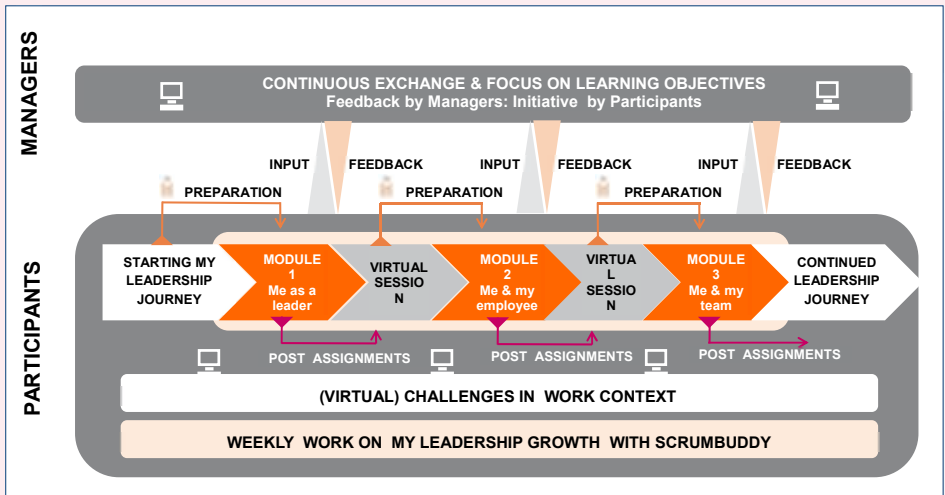 MANAGERS
CONTINUOUS EXCHANGE & FOCUS ON LEARNING OBJECTIVES
Feedback by Managers: Initiative by Participants
INPUT
FEEDBACK
INPUT
FEEDBACK
INPUT
FEEDBACK
PREPARATION
PREPARATION
PREPARATION
PARTICIPANTS
STARTING MY
LEADERSHIP
JOURNEY
MODULE
1
Me as a
leader
VIRTUAL
SESSIO
N
MODULE
2
Me & my
employee
VIRTUA
L
SESSIO
N
MODULE
3
Me & my
team
CONTINUED
LEADERSHIP
JOURNEY
POST ASSIGNMENTS
POST ASSIGNMENTS
POST ASSIGNMENTS
(VIRTUAL) CHALLENGES IN WORK CONTEXT
WEEKLY WORK ON MY LEADERSHIP GROWTH WITH SCRUMBUDDY